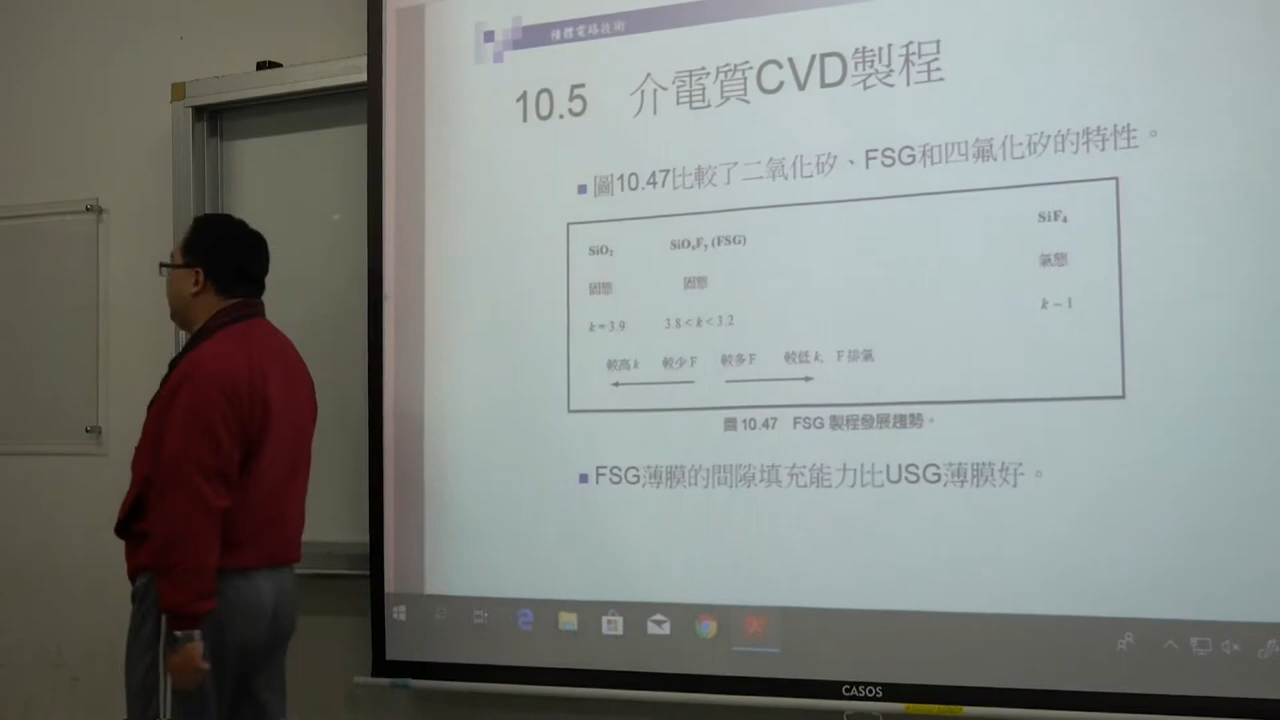 積體電路技術
10.5 介電質CVD製程
圖10.47比較了二氧化矽、FSG和四氟化矽的特性。
SiO₂ SiOₓFᵧ (FSG) SiF₄
固態 固態 氣態
k = 3.9 3.8 < k < 3.2 k ~ 1
較高 k 較少 F 較多 F 較低 k, F 排氣
圖 10.47 FSG 製程發展趨勢。
FSG薄膜的間隙填充能力比USG薄膜好。
CASOS